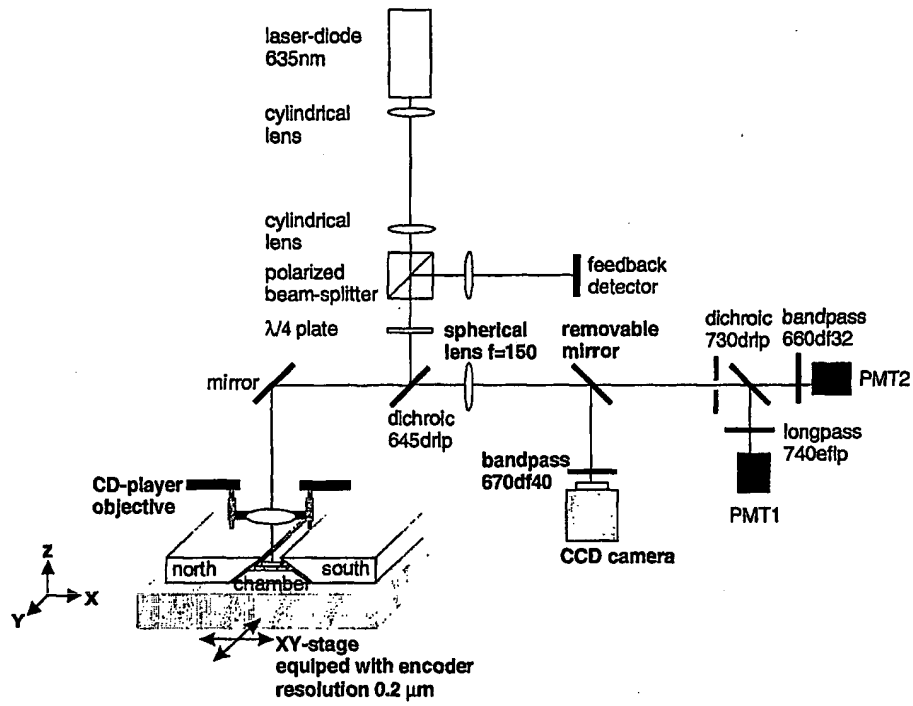 laser-diode
635nm
cylindrical
lens
cylindrical
lens
polarized
beam-splitter
feedback
detector
λ/4 plate
spherical
lens f=150
removable
mirror
dichroic
730drlp
bandpass
660df32
mirror
PMT2
dichroic
645drlp
longpass
740eflp
bandpass
670df40
PMT1
CD-player
objective
CCD camera
north
south
chamber
Z
X
Y
XY-stage
equiped with encoder
resolution 0.2 µm